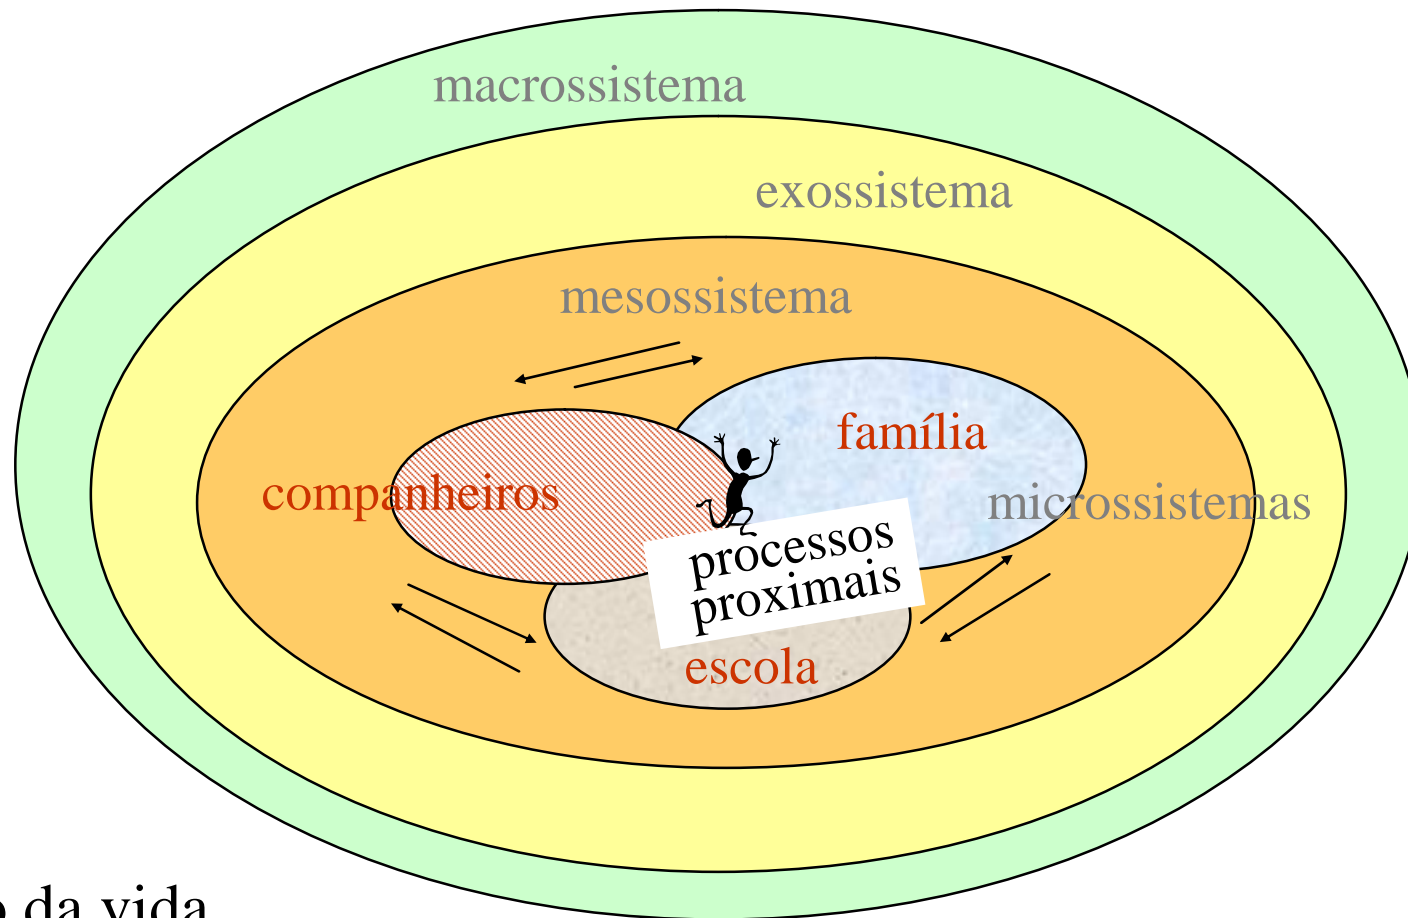 macrossistema
exossistema
mesossistema
família
companheiros
microssistemas
processos
proximais
escola
da vida